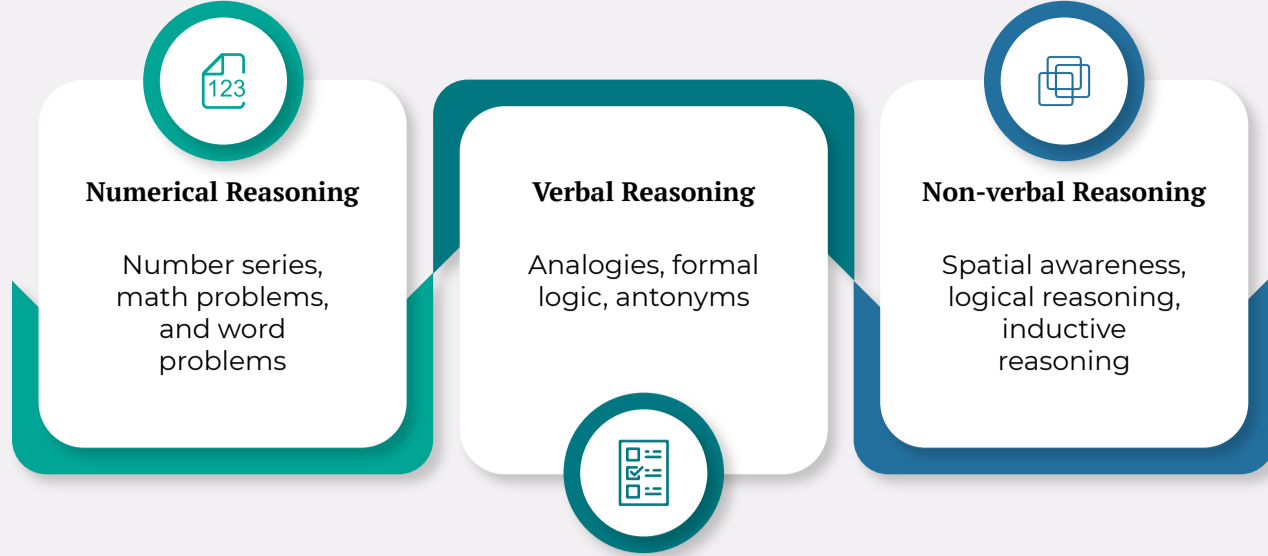 123
Numerical Reasoning
Number series,
math problems,
and word
problems
Verbal Reasoning
Analogies, formal
logic, antonyms
Non-verbal Reasoning
Spatial awareness,
logical reasoning,
inductive
reasoning